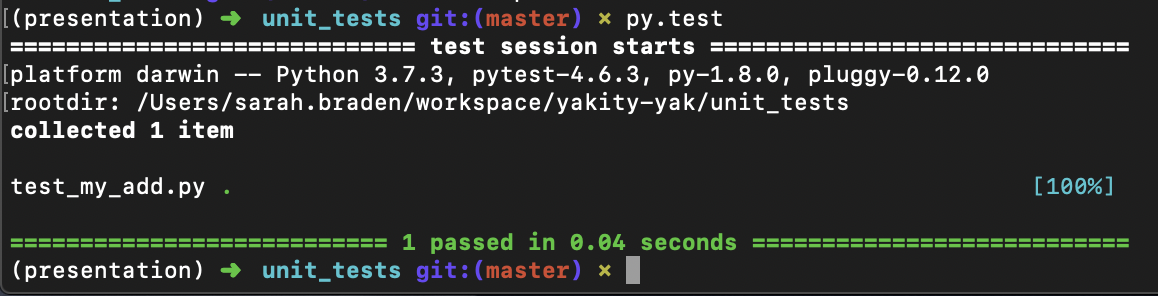 (presentation) ➜ unit_tests git:(master) × py.test
============================= test session starts ==============================
platform darwin -- Python 3.7.3, pytest-4.6.3, py-1.8.0, pluggy-0.12.0
rootdir: /Users/sarah.braden/workspace/yakity-yak/unit_tests
collected 1 item
test_my_add.py . [100%]
=========================== 1 passed in 0.04 seconds ===========================
(presentation) ➜ unit_tests git:(master) ×